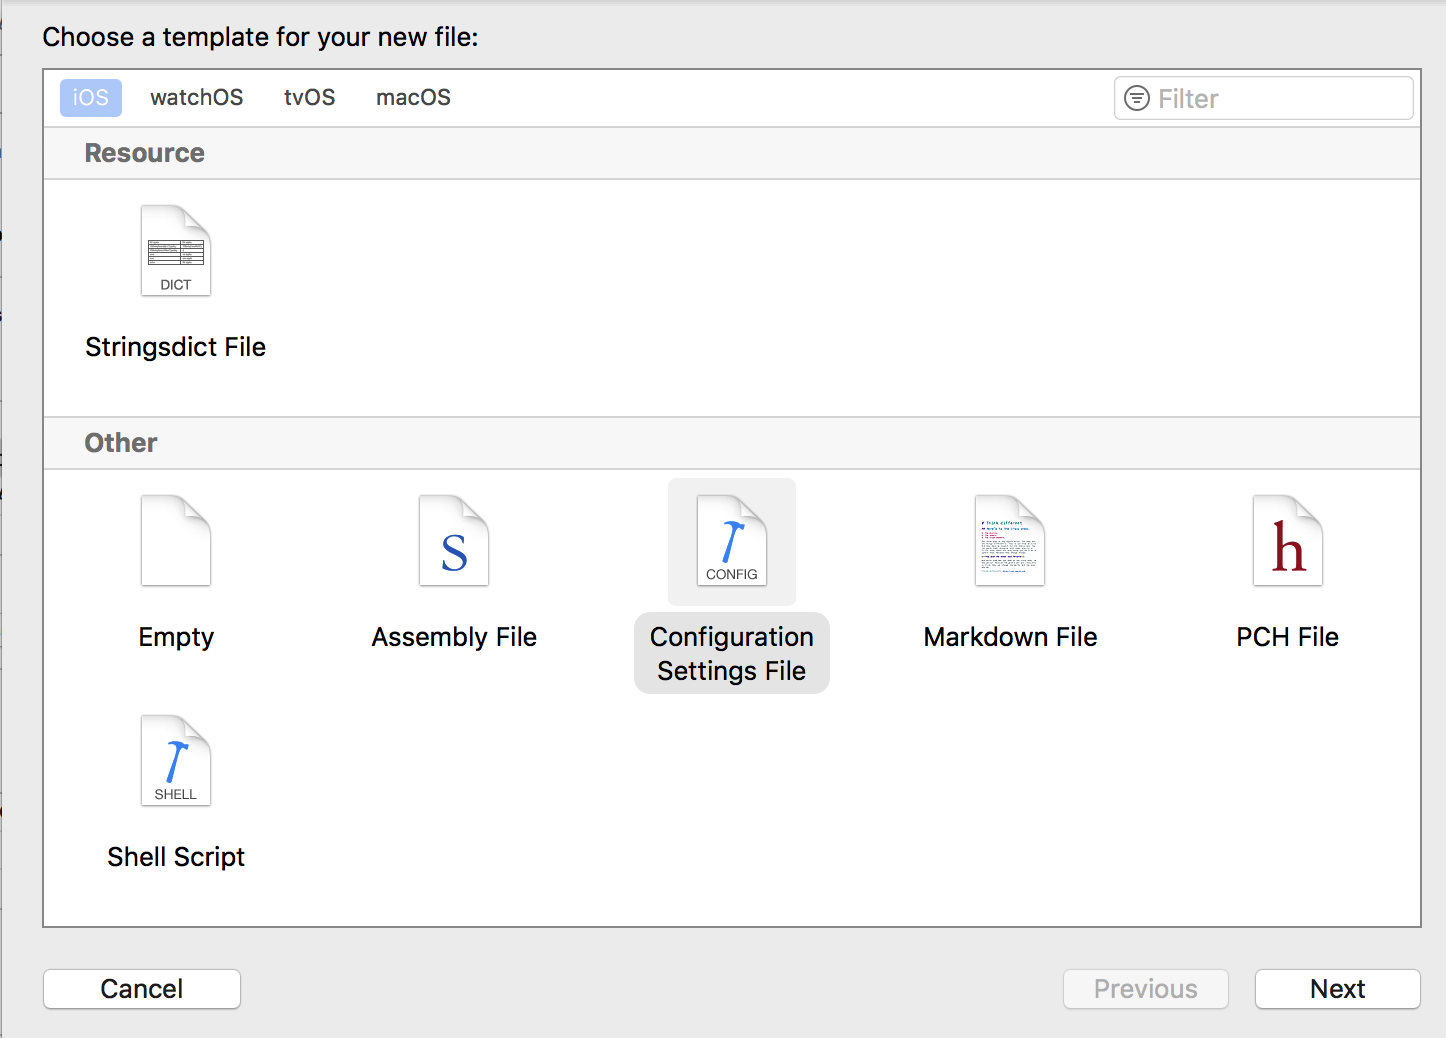 Choose a template for your new file:
iOS watchOS tvOS macOS Filter
Resource
DICT
Stringsdict File
Other
S CONFIG h
Empty Assembly File Configuration Settings File Markdown File PCH File
SHELL
Shell Script
Cancel Previous Next